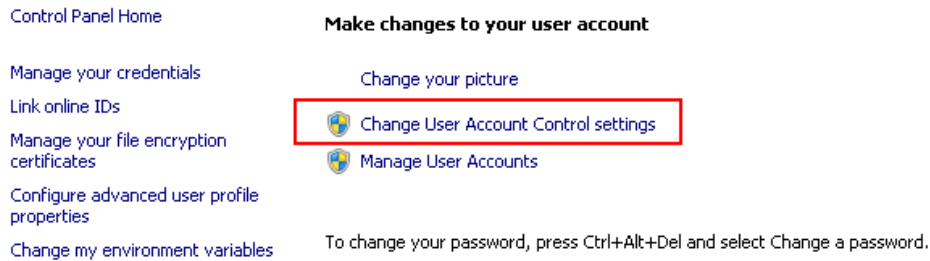 Control Panel Home
Manage your credentials
Link online IDs
Manage your file encryption
certificates
Configure advanced user profile
properties
Change my environment variables
Make changes to your user account
Change your picture
Change User Account Control settings
Manage User Accounts
To change your password, press Ctrl+Alt+Del and select Change a password.